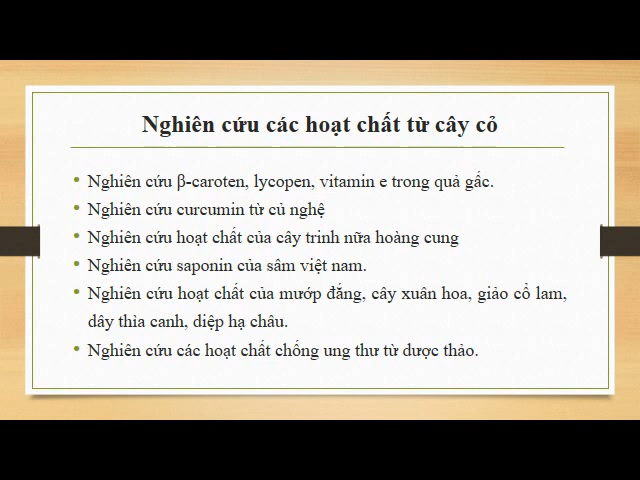 Nghiên cứu các hoạt chất từ cây cỏ
• Nghiên cứu β-caroten, lycopen, vitamin e trong quả gấc.
• Nghiên cứu curcumin từ củ nghệ
• Nghiên cứu hoạt chất của cây trinh nữa hoàng cung
• Nghiên cứu saponin của sâm việt nam.
• Nghiên cứu hoạt chất của mướp đắng, cây xuân hoa, giảo cổ lam,
dây thìa canh, diệp hạ châu.
• Nghiên cứu các hoạt chất chống ung thư từ dược thảo.